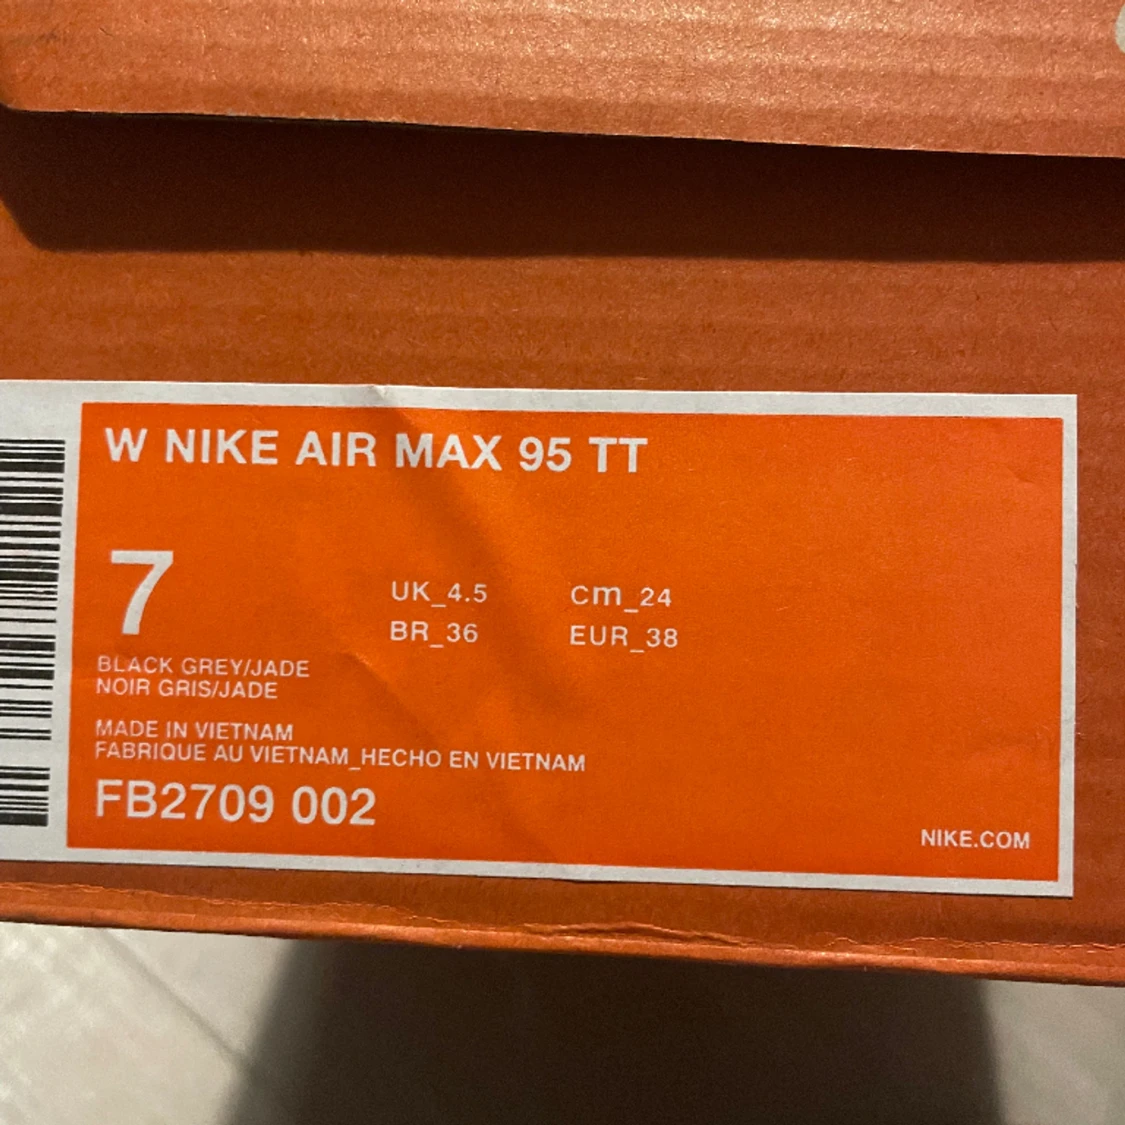 W NIKE AIR MAX 95 TT
7
UK_4.5 cm_24
BR_36 EUR_38
BLACK GREY/JADE
NOIR GRIS/JADE
MADE IN VIETNAM
FABRIQUE AU VIETNAM_HECHO EN VIETNAM
FB2709 002
NIKE.COM